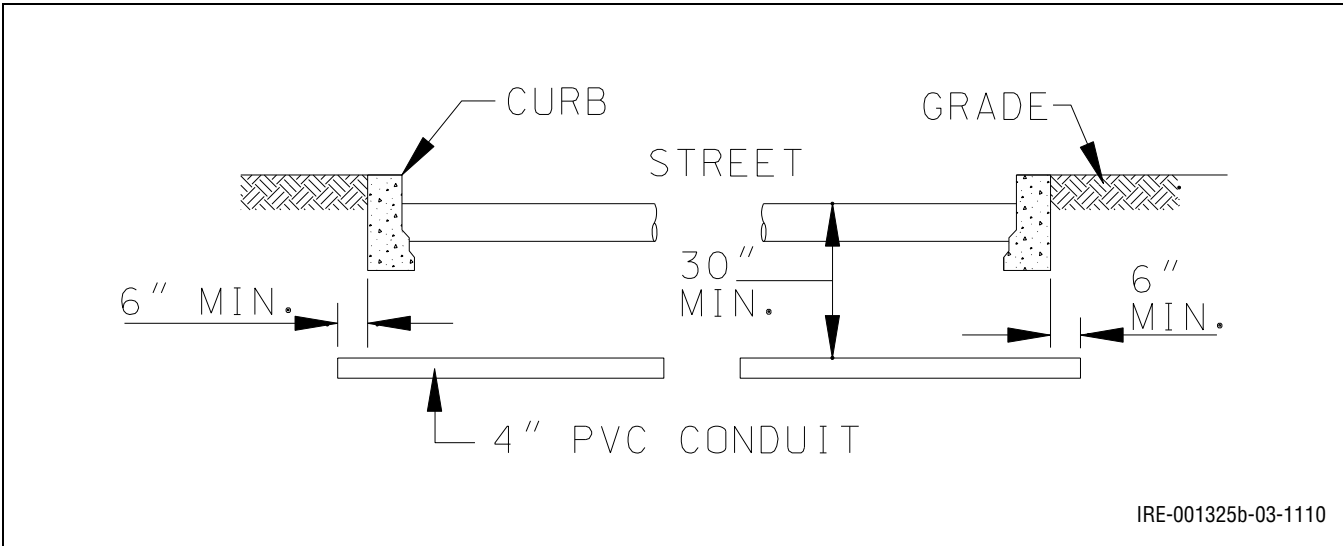 CURB
GRADE
STREET
6" MIN.
30"
MIN.
6"
MIN.
4" PVC CONDUIT
IRE-001325b-03-1110